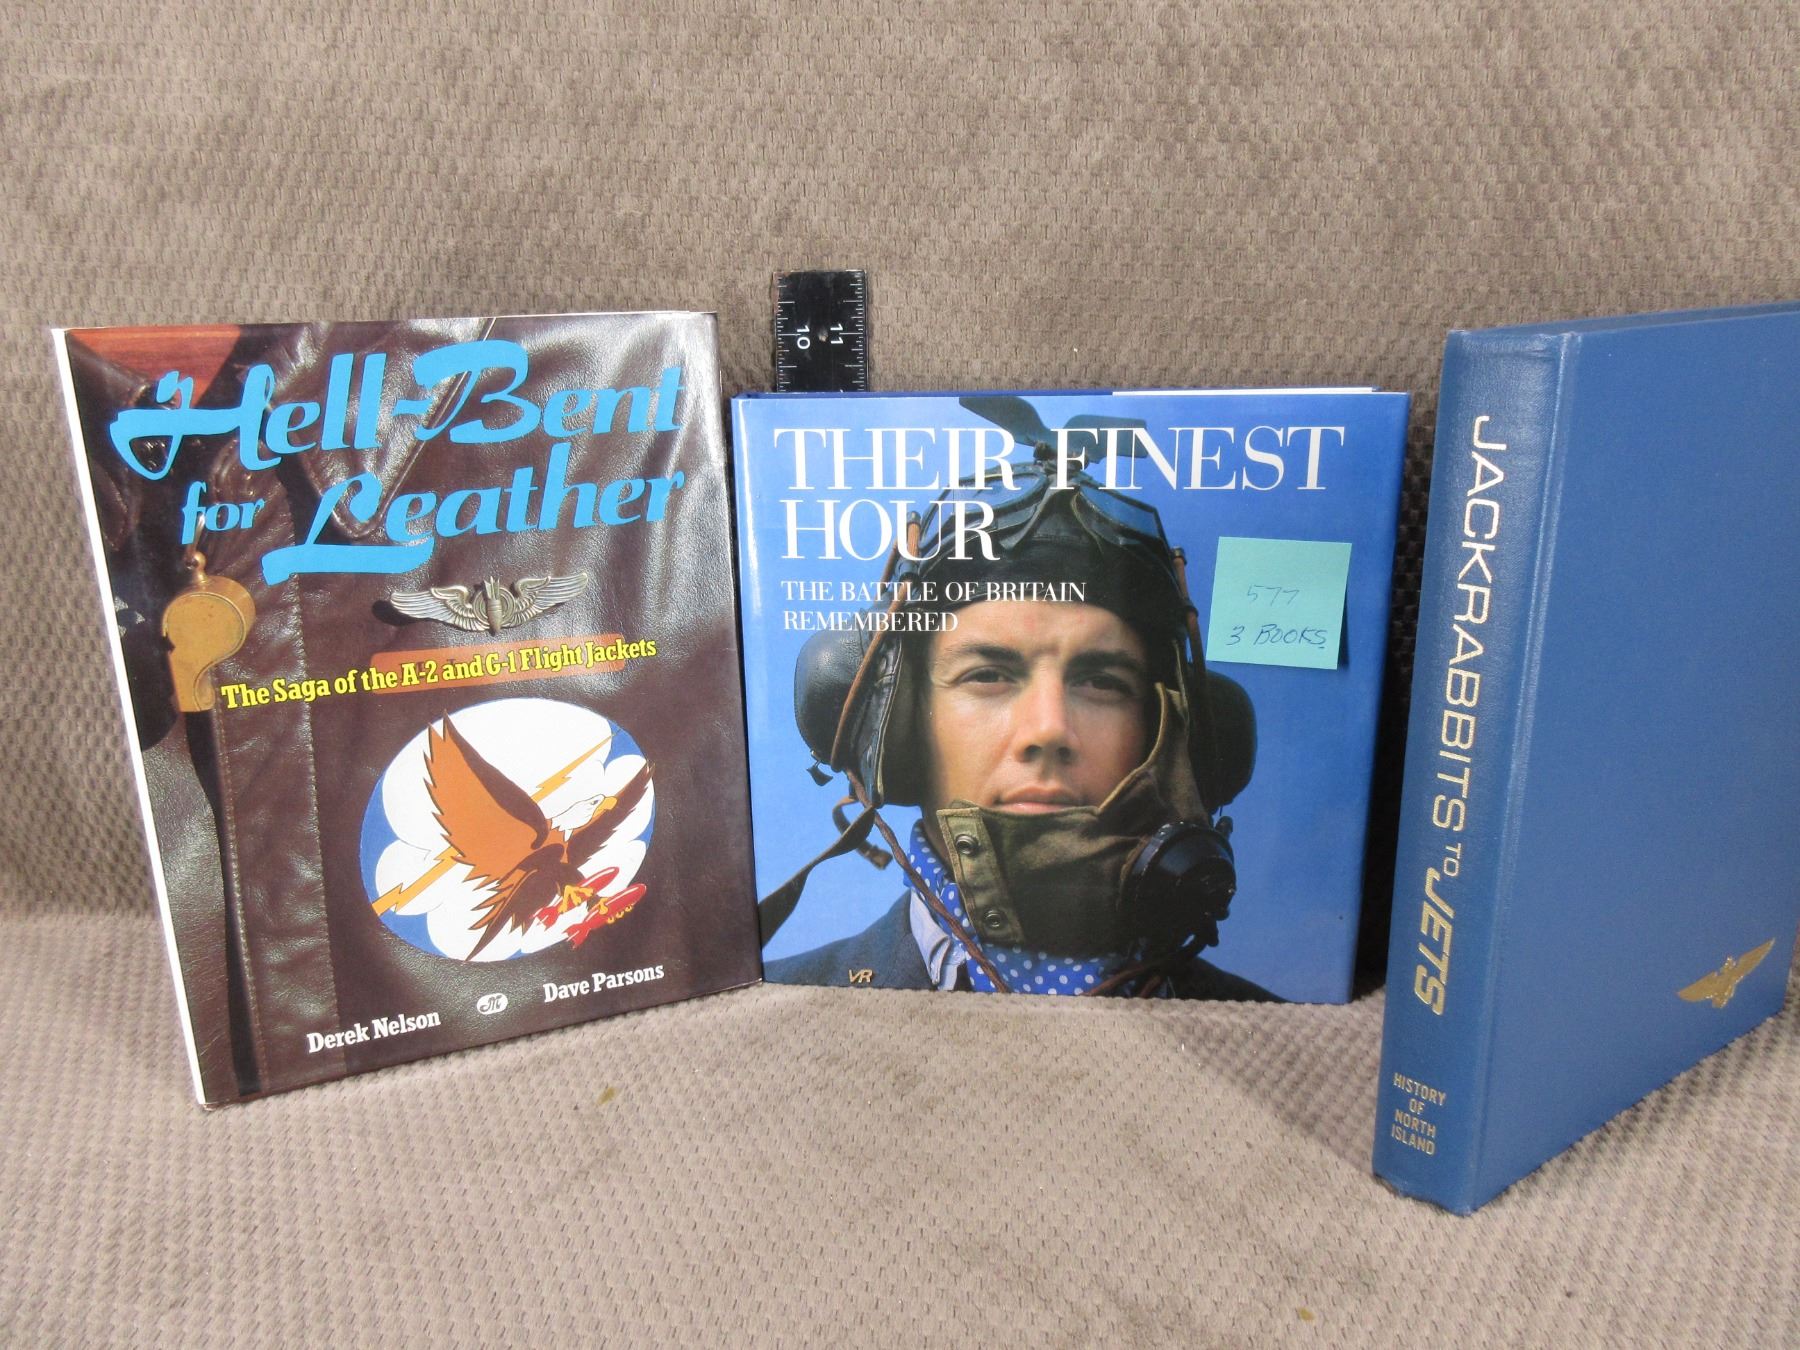 Hell-Bent
for Leather
The Saga of the A-2 and G-1 Flight Jackets
Derek Nelson
M
Dave Parsons
10
11
THEIR FINEST
HOUR
THE BATTLE OF BRITAIN
REMEMBERED
577
3 BOOKS
VR
JACKRABBITS TO JETS
HISTORY
OF
NORTH
ISLAND